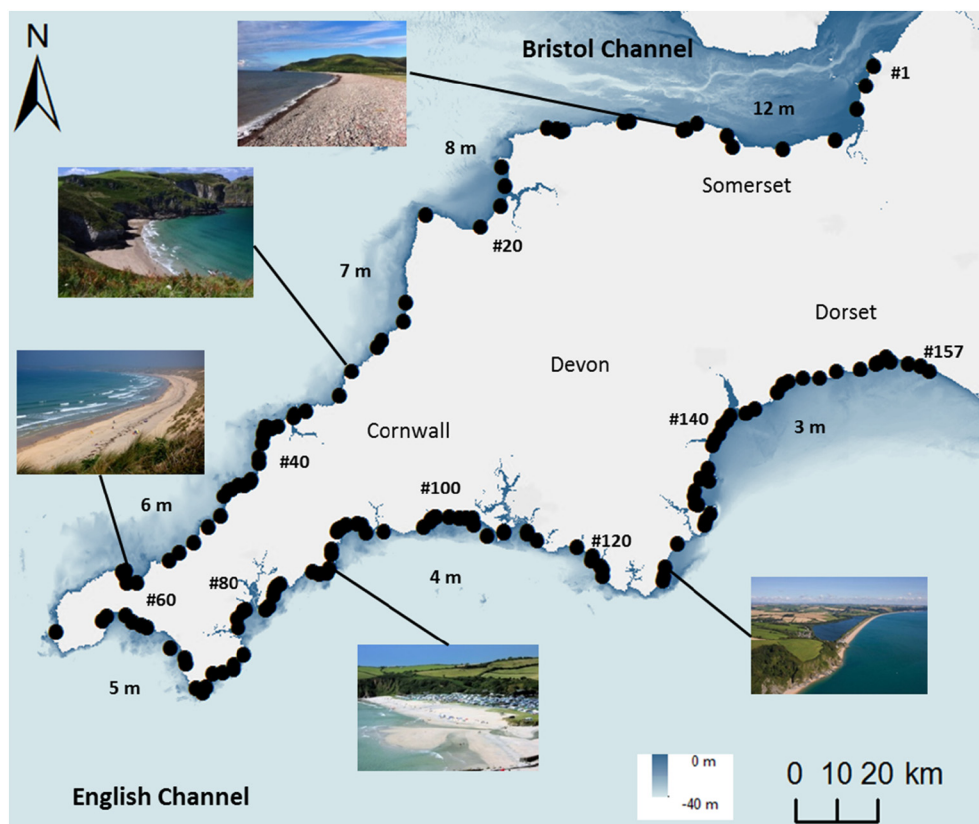 N
Bristol Channel
#1
12 m
8 m
Somerset
#20
7 m
Dorset
#157
Devon
#140
3 m
Cornwall
#40
#100
6 m
#120
#80
4 m
#60
5 m
0 m
-40 m
0 10 20 km
English Channel